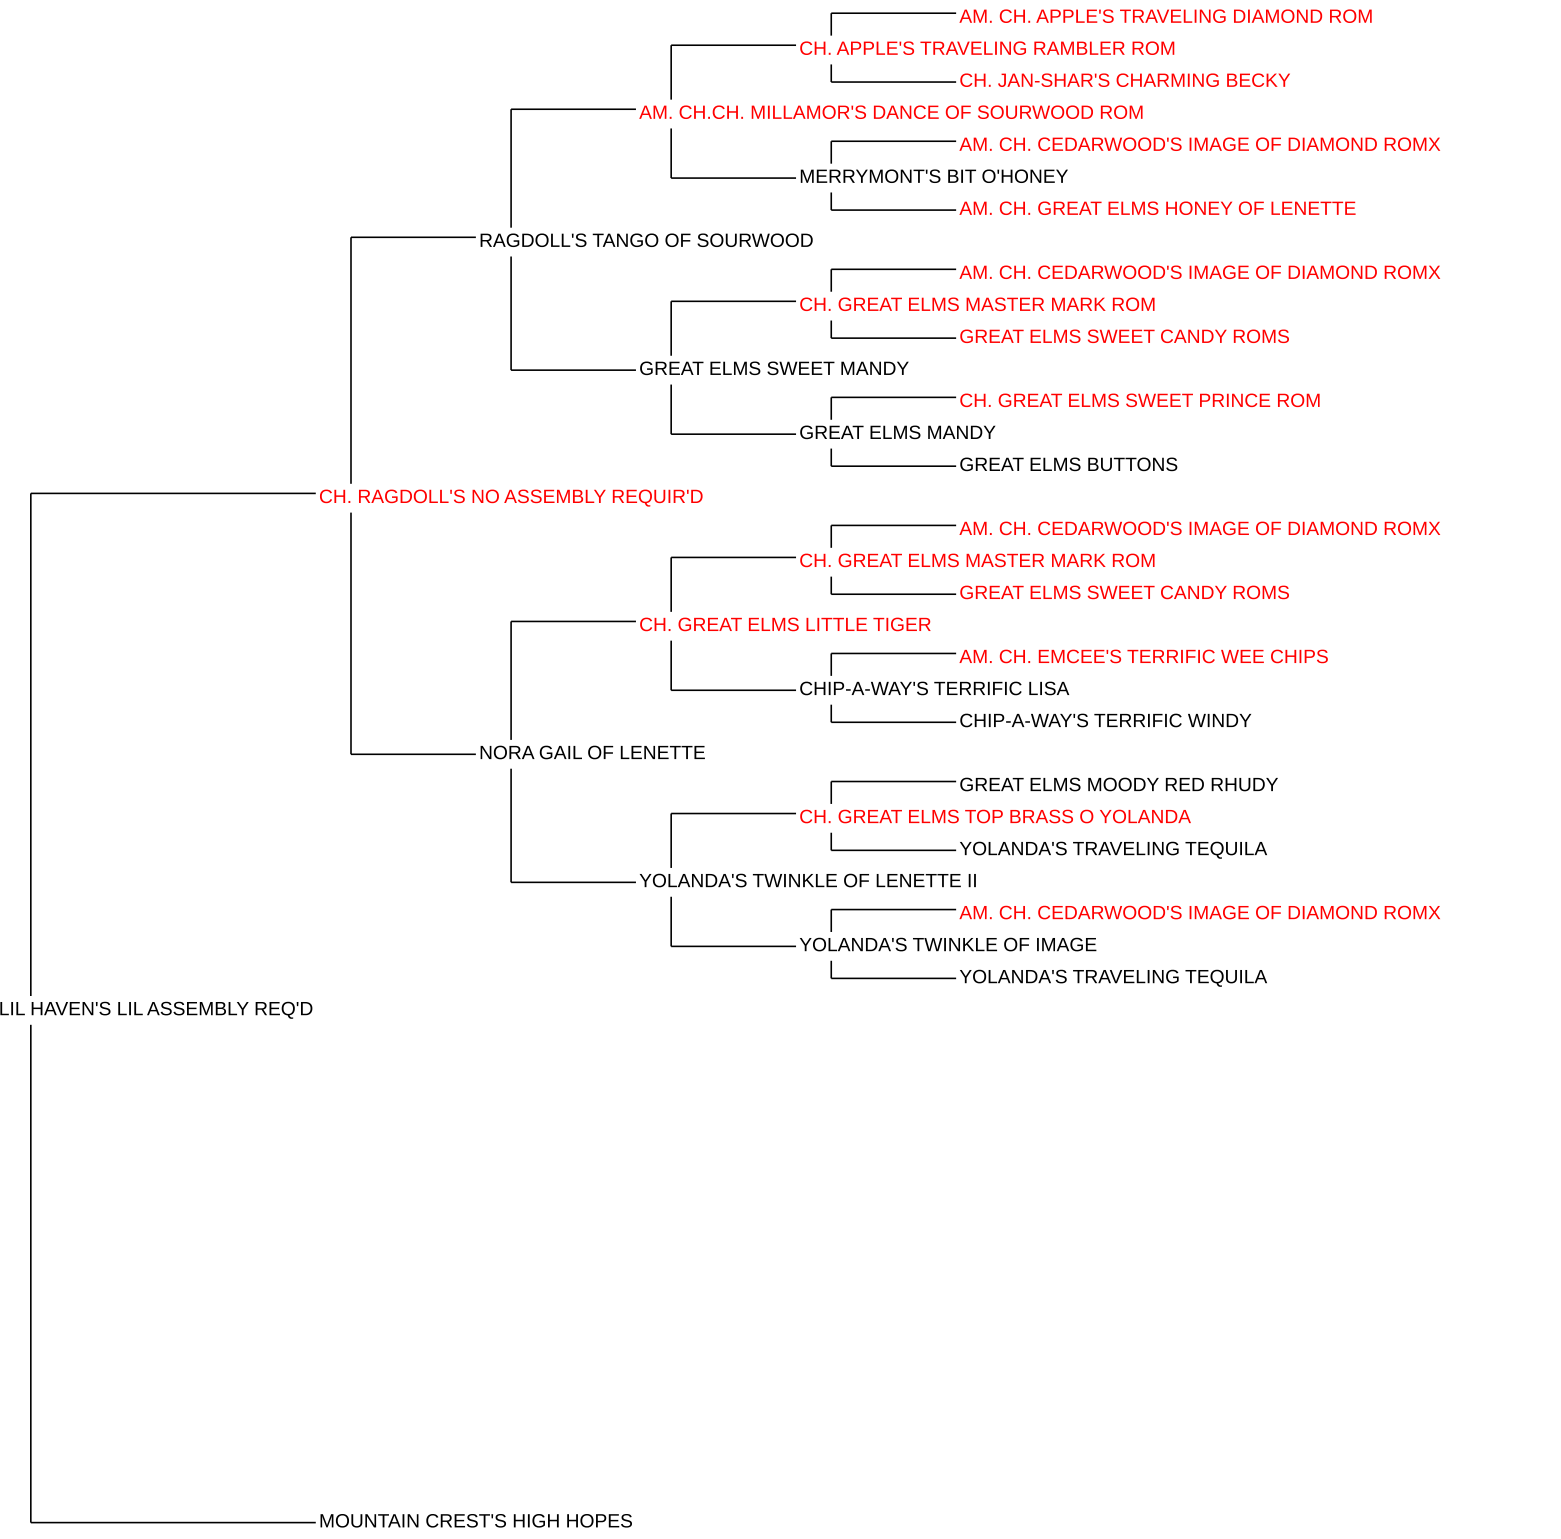 AM. CH. APPLE'S TRAVELING DIAMOND ROM
CH. APPLE'S TRAVELING RAMBLER ROM
CH. JAN-SHAR'S CHARMING BECKY
AM. CH.CH. MILLAMOR'S DANCE OF SOURWOOD ROM
AM. CH. CEDARWOOD'S IMAGE OF DIAMOND ROMX
MERRYMONT'S BIT O'HONEY
AM. CH. GREAT ELMS HONEY OF LENETTE
RAGDOLL'S TANGO OF SOURWOOD
AM. CH. CEDARWOOD'S IMAGE OF DIAMOND ROMX
CH. GREAT ELMS MASTER MARK ROM
GREAT ELMS SWEET CANDY ROMS
GREAT ELMS SWEET MANDY
CH. GREAT ELMS SWEET PRINCE ROM
GREAT ELMS MANDY
GREAT ELMS BUTTONS
CH. RAGDOLL'S NO ASSEMBLY REQUIR'D
AM. CH. CEDARWOOD'S IMAGE OF DIAMOND ROMX
CH. GREAT ELMS MASTER MARK ROM
GREAT ELMS SWEET CANDY ROMS
CH. GREAT ELMS LITTLE TIGER
AM. CH. EMCEE'S TERRIFIC WEE CHIPS
CHIP-A-WAY'S TERRIFIC LISA
CHIP-A-WAY'S TERRIFIC WINDY
NORA GAIL OF LENETTE
GREAT ELMS MOODY RED RHUDY
CH. GREAT ELMS TOP BRASS O YOLANDA
YOLANDA'S TRAVELING TEQUILA
YOLANDA'S TWINKLE OF LENETTE II
AM. CH. CEDARWOOD'S IMAGE OF DIAMOND ROMX
YOLANDA'S TWINKLE OF IMAGE
YOLANDA'S TRAVELING TEQUILA
LIL HAVEN'S LIL ASSEMBLY REQ'D
MOUNTAIN CREST'S HIGH HOPES